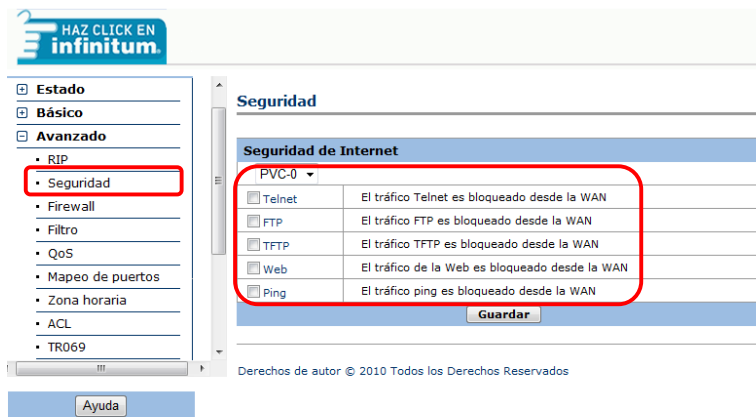 HAZ CLICK EN
infinitum.
Estado
Básico
Avanzado
RIP
Seguridad
Firewall
Filtro
QoS
Mapeo de puertos
Zona horaria
ACL
TR069
Ayuda
Seguridad
Seguridad de Internet
PVC-0
Telnet El tráfico Telnet es bloqueado desde la WAN
FTP El tráfico FTP es bloqueado desde la WAN
TFTP El tráfico TFTP es bloqueado desde la WAN
Web El tráfico de la Web es bloqueado desde la WAN
Ping El tráfico ping es bloqueado desde la WAN
Guardar
Derechos de autor © 2010 Todos los Derechos Reservados